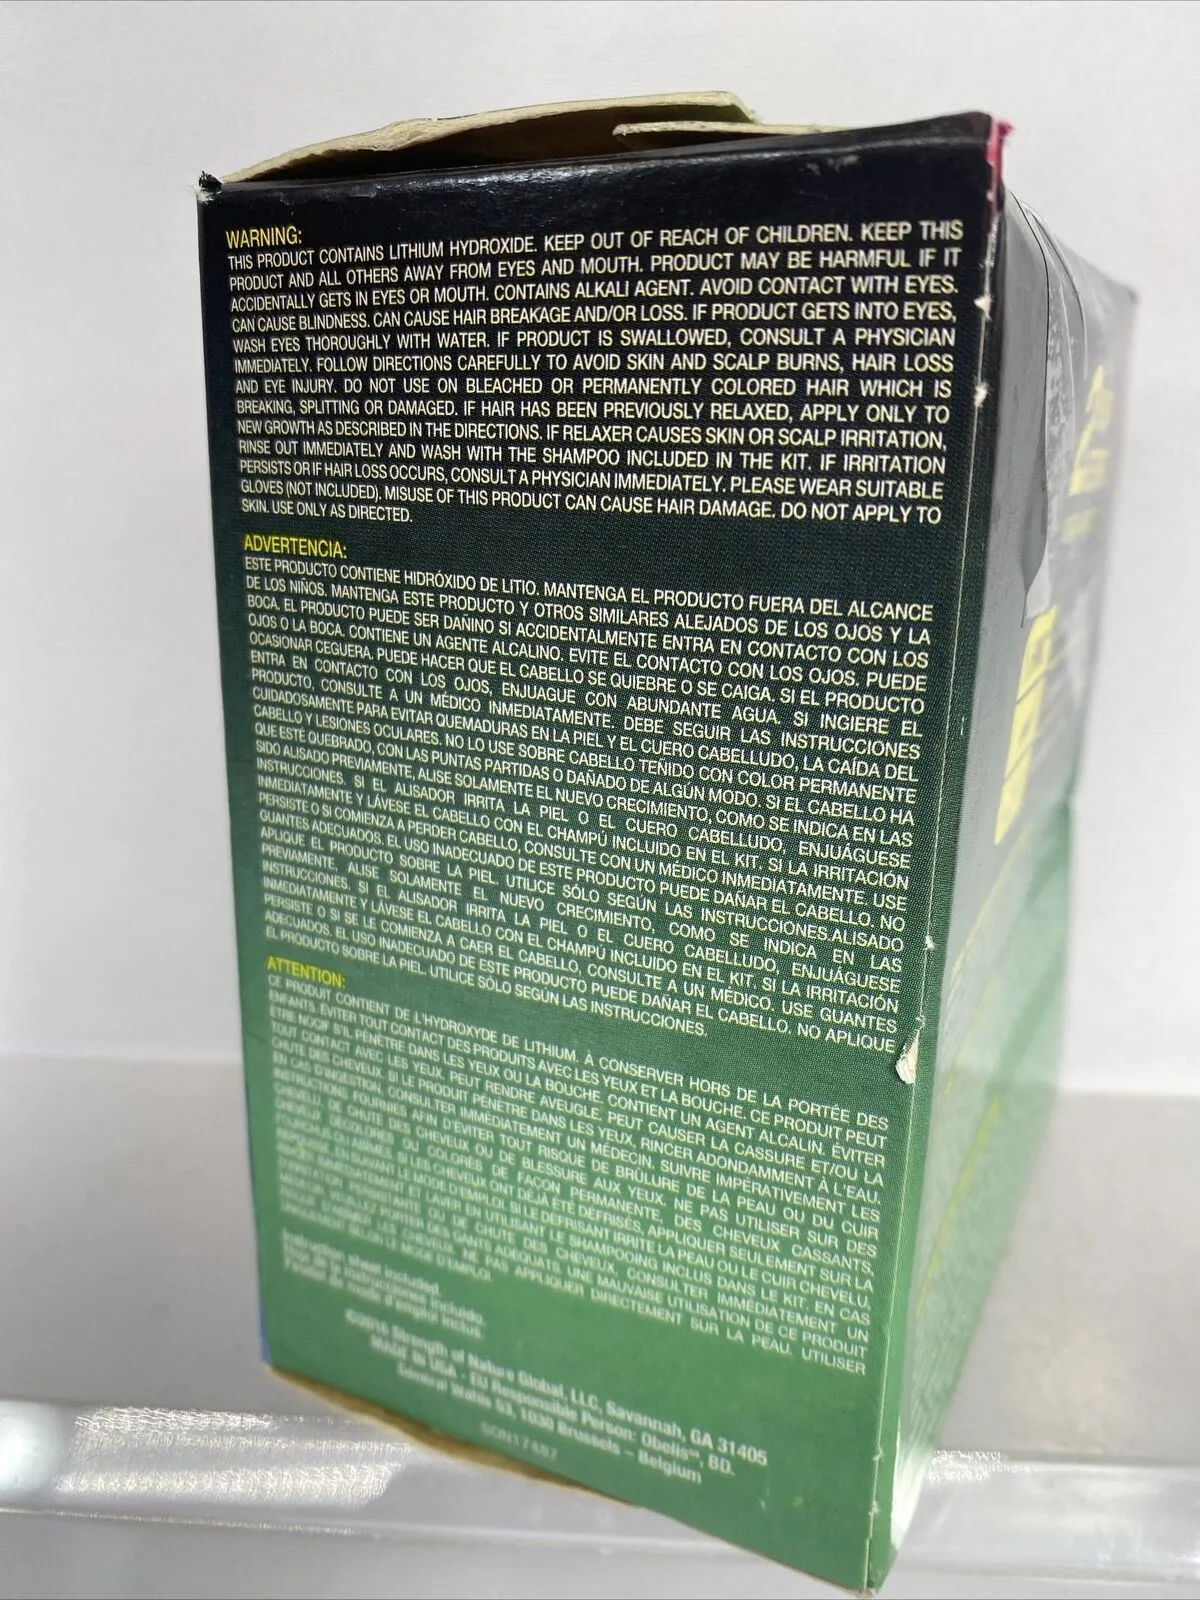 WARNING:
THIS PRODUCT CONTAINS LITHIUM HYDROXIDE. KEEP OUT OF REACH OF CHILDREN. KEEP THIS
PRODUCT AND ALL OTHERS AWAY FROM EYES AND MOUTH. PRODUCT MAY BE HARMFUL IF IT
ACCIDENTALLY GETS IN EYES OR MOUTH. CONTAINS ALKALI AGENT. AVOID CONTACT WITH EYES.
CAN CAUSE BLINDNESS. CAN CAUSE HAIR BREAKAGE AND/OR LOSS. IF PRODUCT GETS INTO EYES,
WASH EYES THOROUGHLY WITH WATER. IF PRODUCT IS SWALLOWED, CONSULT A PHYSICIAN
IMMEDIATELY. FOLLOW DIRECTIONS CAREFULLY TO AVOID SKIN AND SCALP BURNS, HAIR LOSS
AND EYE INJURY. DO NOT USE ON BLEACHED OR PERMANENTLY COLORED HAIR WHICH IS
BREAKING, SPLITTING OR DAMAGED. IF HAIR HAS BEEN PREVIOUSLY RELAXED, APPLY ONLY TO
NEW GROWTH AS DESCRIBED IN THE DIRECTIONS. IF RELAXER CAUSES SKIN OR SCALP IRRITATION,
RINSE OUT IMMEDIATELY AND WASH WITH THE SHAMPOO INCLUDED IN THE KIT. IF IRRITATION
PERSISTS OR IF HAIR LOSS OCCURS, CONSULT A PHYSICIAN IMMEDIATELY. PLEASE WEAR SUITABLE
GLOVES (NOT INCLUDED). MISUSE OF THIS PRODUCT CAN CAUSE HAIR DAMAGE. DO NOT APPLY TO
SKIN. USE ONLY AS DIRECTED.
ADVERTENCIA:
ESTE PRODUCTO CONTIENE HIDRÓXIDO DE LITIO. MANTENGA EL PRODUCTO FUERA DEL ALCANCE
DE LOS NIÑOS. MANTENGA ESTE PRODUCTO Y OTROS SIMILARES ALEJADOS DE LOS OJOS Y LA
BOCA. EL PRODUCTO PUEDE SER DAÑINO SI ACCIDENTALMENTE ENTRA EN CONTACTO CON LOS
OJOS O LA BOCA. CONTIENE UN AGENTE ALCALINO. EVITE EL CONTACTO CON LOS OJOS. PUEDE
OCASIONAR CEGUERA. PUEDE HACER QUE EL CABELLO SE QUIEBRE O SE CAIGA. SI EL PRODUCTO
ENTRA EN CONTACTO CON LOS OJOS, ENJUAGUE CON ABUNDANTE AGUA. SI INGIERE EL
PRODUCTO, CONSULTE A UN MÉDICO INMEDIATAMENTE. DEBE SEGUIR LAS INSTRUCCIONES
CUIDADOSAMENTE PARA EVITAR QUEMADURAS EN LA PIEL Y EL CUERO CABELLUDO, LA CAÍDA DEL
CABELLO Y LESIONES OCULARES. NO LO USE SOBRE CABELLO TEÑIDO CON COLOR PERMANENTE
QUE ESTÉ QUEBRADO, CON LAS PUNTAS PARTIDAS O DAÑADO DE ALGÚN MODO. SI EL CABELLO HA
SIDO ALISADO PREVIAMENTE, ALISE SOLAMENTE EL NUEVO CRECIMIENTO, COMO SE INDICA EN LAS
INSTRUCCIONES. SI EL ALISADOR IRRITA LA PIEL O EL CUERO CABELLUDO, ENJUÁGUESE
INMEDIATAMENTE Y LÁVESE EL CABELLO CON EL CHAMPÚ INCLUIDO EN EL KIT. SI LA IRRITACIÓN
PERSISTE O SI COMIENZA A PERDER CABELLO, CONSULTE CON UN MÉDICO INMEDIATAMENTE. USE
GUANTES ADECUADOS. EL USO INADECUADO DE ESTE PRODUCTO PUEDE DAÑAR EL CABELLO. NO
APLIQUE EL PRODUCTO SOBRE LA PIEL. UTILICE SÓLO SEGÚN LAS INSTRUCCIONES.ALISADO
PREVIAMENTE, ALISE SOLAMENTE EL NUEVO CRECIMIENTO, COMO SE INDICA EN LAS
INSTRUCCIONES. SI EL ALISADOR IRRITA LA PIEL O EL CUERO CABELLUDO, ENJUÁGUESE
INMEDIATAMENTE Y LÁVESE EL CABELLO CON EL CHAMPÚ INCLUIDO EN EL KIT. SI LA IRRITACIÓN
PERSISTE O SI SE LE COMIENZA A CAER EL CABELLO, CONSULTE A UN MEDICO. USE GUANTES
ADECUADOS. EL USO INADECUADO DE ESTE PRODUCTO PUEDE DAÑAR EL CABELLO. NO APLIQUE
EL PRODUCTO SOBRE LA PIEL. UTILICE SÓLO SEGÚN LAS INSTRUCCIONES.
ATTENTION:
CE PRODUIT CONTIENT DE L'HYDROXYDE DE LITHIUM. À CONSERVER HORS DE LA PORTÉE DES
ENFANTS. ÉVITER TOUT CONTACT DES PRODUITS AVEC LES YEUX ET LA BOUCHE. CE PRODUIT PEUT
ÊTRE NOCIF S'IL PÉNÈTRE DANS LES YEUX OU LA BOUCHE. CONTIENT UN AGENT ALCALIN. ÉVITER
TOUT CONTACT AVEC LES YEUX. PEUT RENDRE AVEUGLE. PEUT CAUSER LA CASSURE ET/OU LA
CHUTE DES CHEVEUX. SI LE PRODUIT PÉNÈTRE DANS LES YEUX, RINCER ADONDAMMENT À L'EAU.
EN CAS D'INGESTION, CONSULTER IMMÉDIATEMENT UN MÉDECIN. SUIVRE IMPÉRATIVEMENT LES
INSTRUCTIONS FOURNIES AFIN D'ÉVITER TOUT RISQUE DE BRÛLURE DE LA PEAU OU DU CUIR
CHEVELU, DE CHUTE DES CHEVEUX OU DE BLESSURE AUX YEUX. NE PAS UTILISER SUR DES
CHEVEUX DÉCOLORÉS OU COLORÉS DE FAÇON PERMANENTE, DES CHEVEUX CASSANTS,
SI LES CHEVEUX ONT DÉJÀ ÉTÉ DÉFRISÉS, APPLIQUER SEULEMENT SUR LA
EN SUIVANT LE MODE D'EMPLOI. SI LE DÉFRISANT IRRITE LA PEAU OU LE CUIR CHEVELU,
IMMÉDIATEMENT ET LAVER EN UTILISANT LE SHAMPOOING INCLUS DANS LE KIT. EN CAS
PERSISTANTE OU DE CHUTE DES CHEVEUX, CONSULTER IMMÉDIATEMENT UN
PORTER DES GANTS ADÉQUATS. UNE MAUVAISE UTILISATION DE CE PRODUIT
LES CHEVEUX. NE PAS APPLIQUER DIRECTEMENT SUR LA PEAU. UTILISER
SELON LE MODE D'EMPLOI.
Instruction sheet included.
Hoja de instrucciones incluida.
Feuillet de mode d'emploi inclus.
©2016 Strength of Nature Global, LLC, Savannah, GA 31405
MADE IN USA - EU Responsible Person: Obelis℠, BD.
Général Wahis 53, 1030 Brussels – Belgium
SON17487